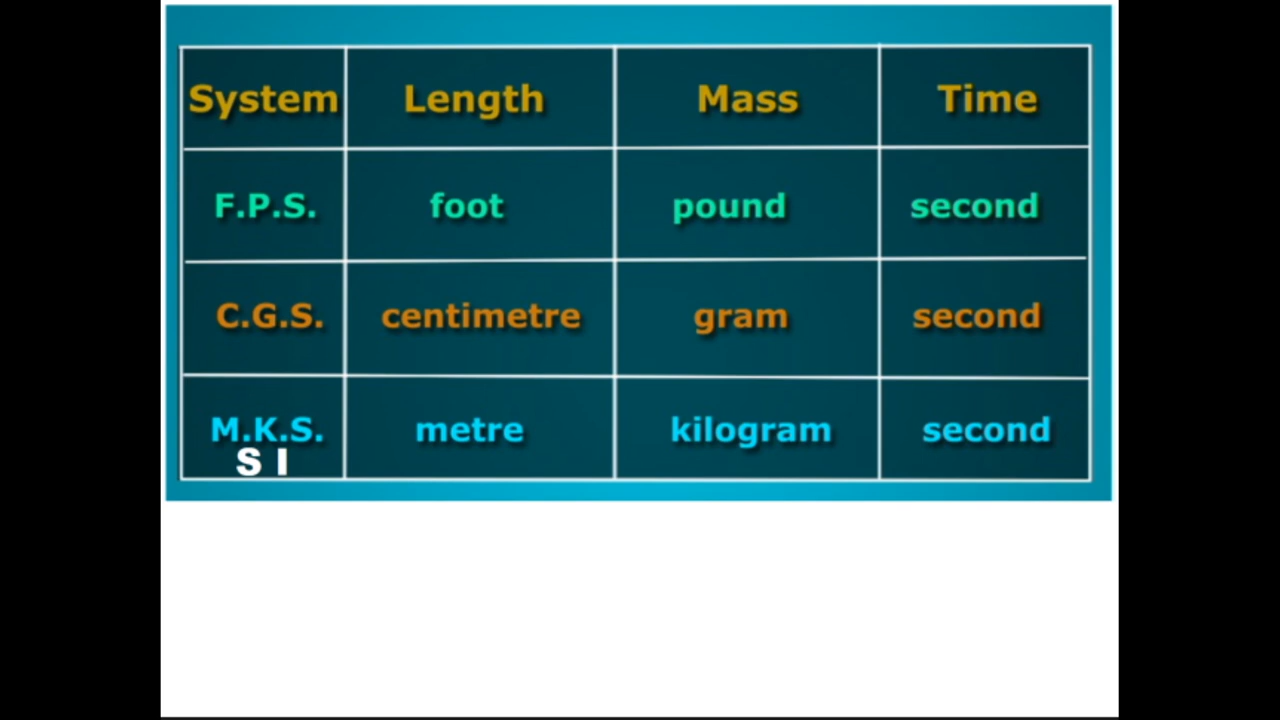 System Length Mass Time
F.P.S. foot pound second
C.G.S. centimetre gram second
M.K.S. metre kilogram second
S I